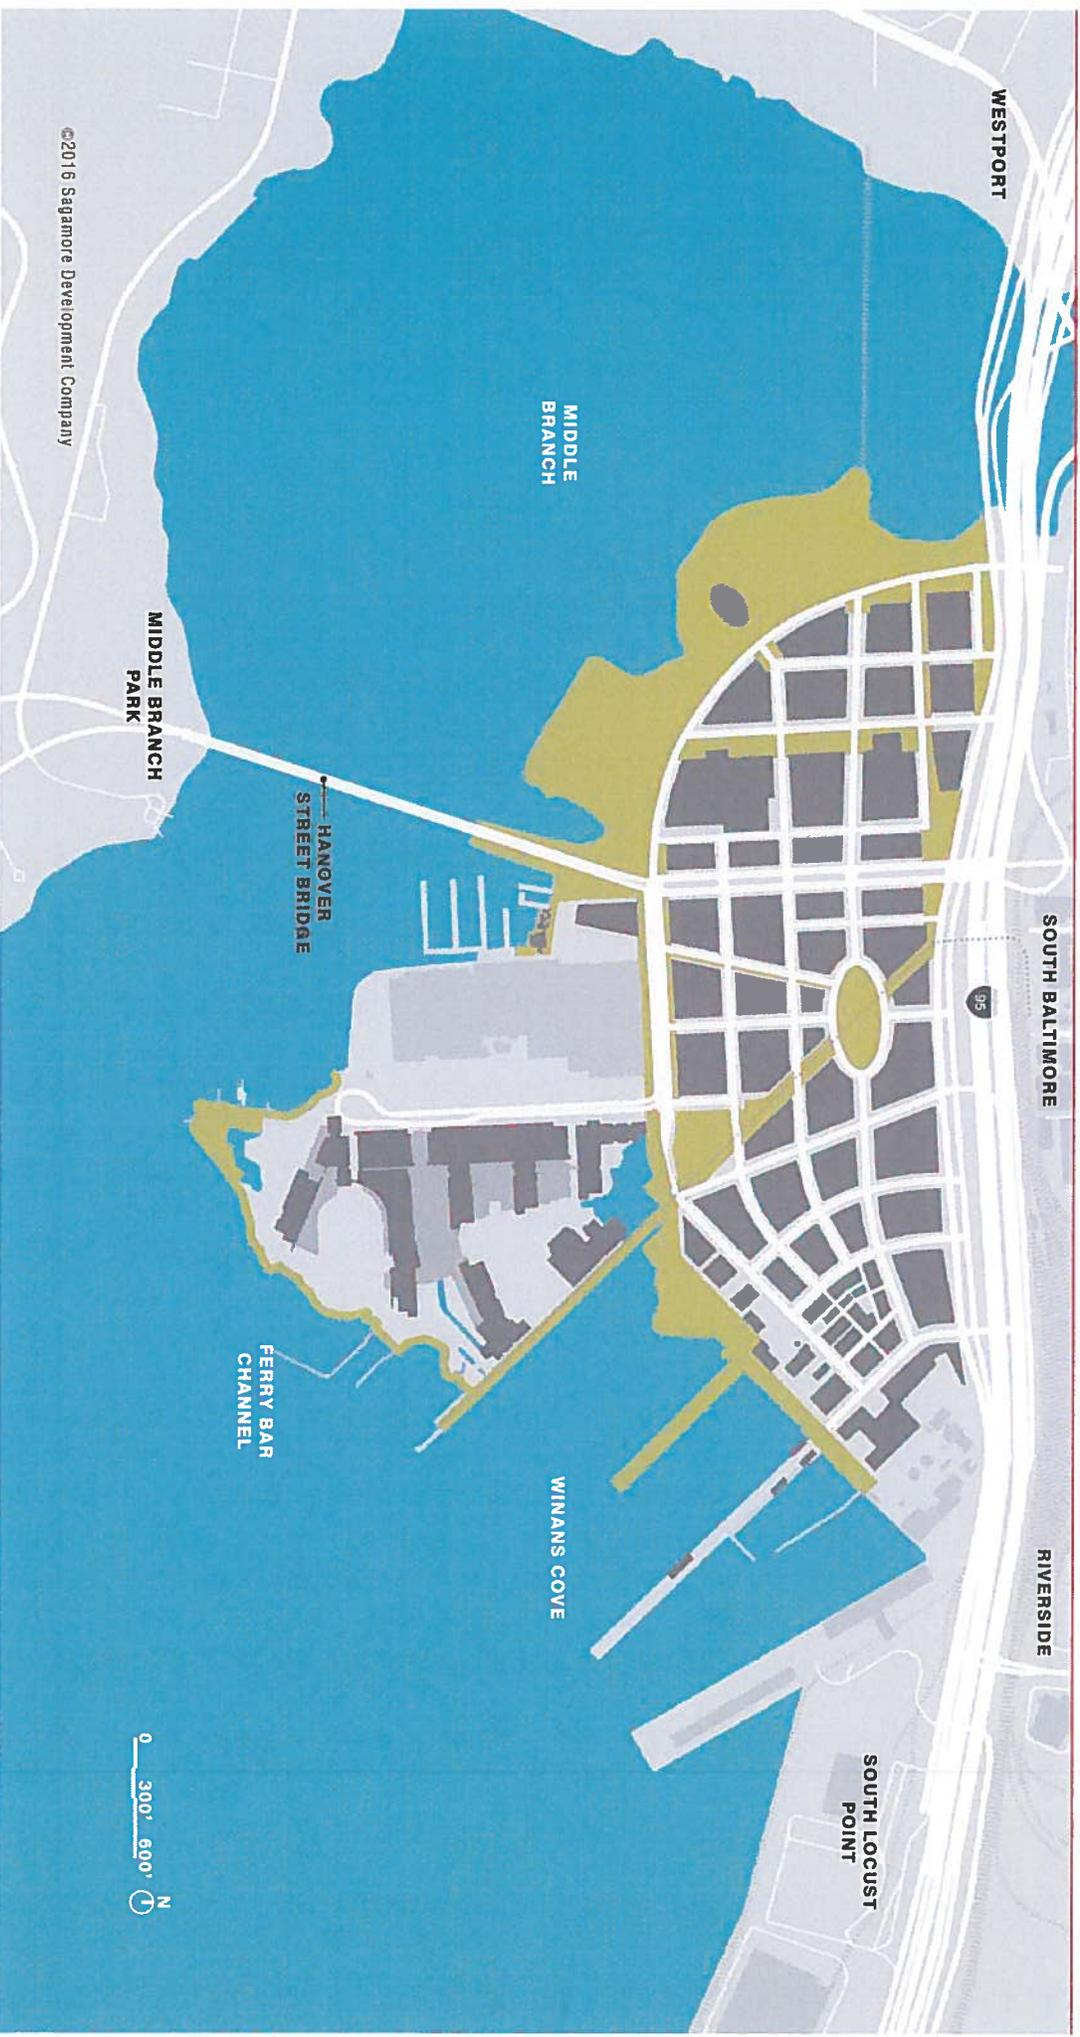 WESTPORT
SOUTH BALTIMORE
95
RIVERSIDE
SOUTH LOCUST
POINT
MIDDLE
BRANCH
WINANS COVE
HANOVER
STREET BRIDGE
FERRY BAR
CHANNEL
MIDDLE BRANCH
PARK
N
0 300' 600'
©2016 Sagamore Development Company